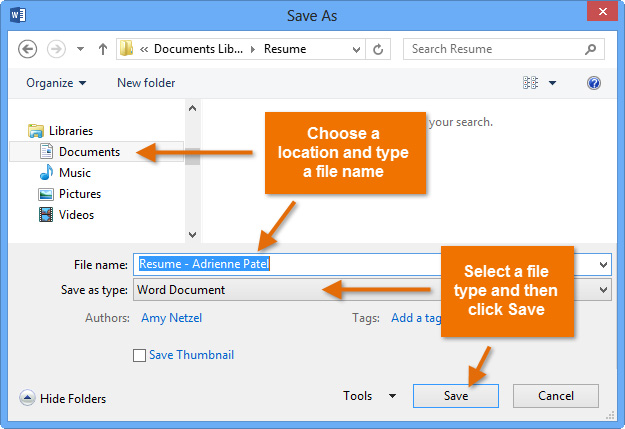 Save As
« Documents Lib... ▸ Resume
Search Resume
Organize
New folder
Libraries
Documents
Music
Pictures
Videos
your search.
Choose a
location and type
a file name
File name:
Resume - Adrienne Patel
Save as type:
Word Document
Authors:
Amy Netzel
Tags:
Add a tag
Select a file
type and then
click Save
Save Thumbnail
Hide Folders
Tools
Save
Cancel